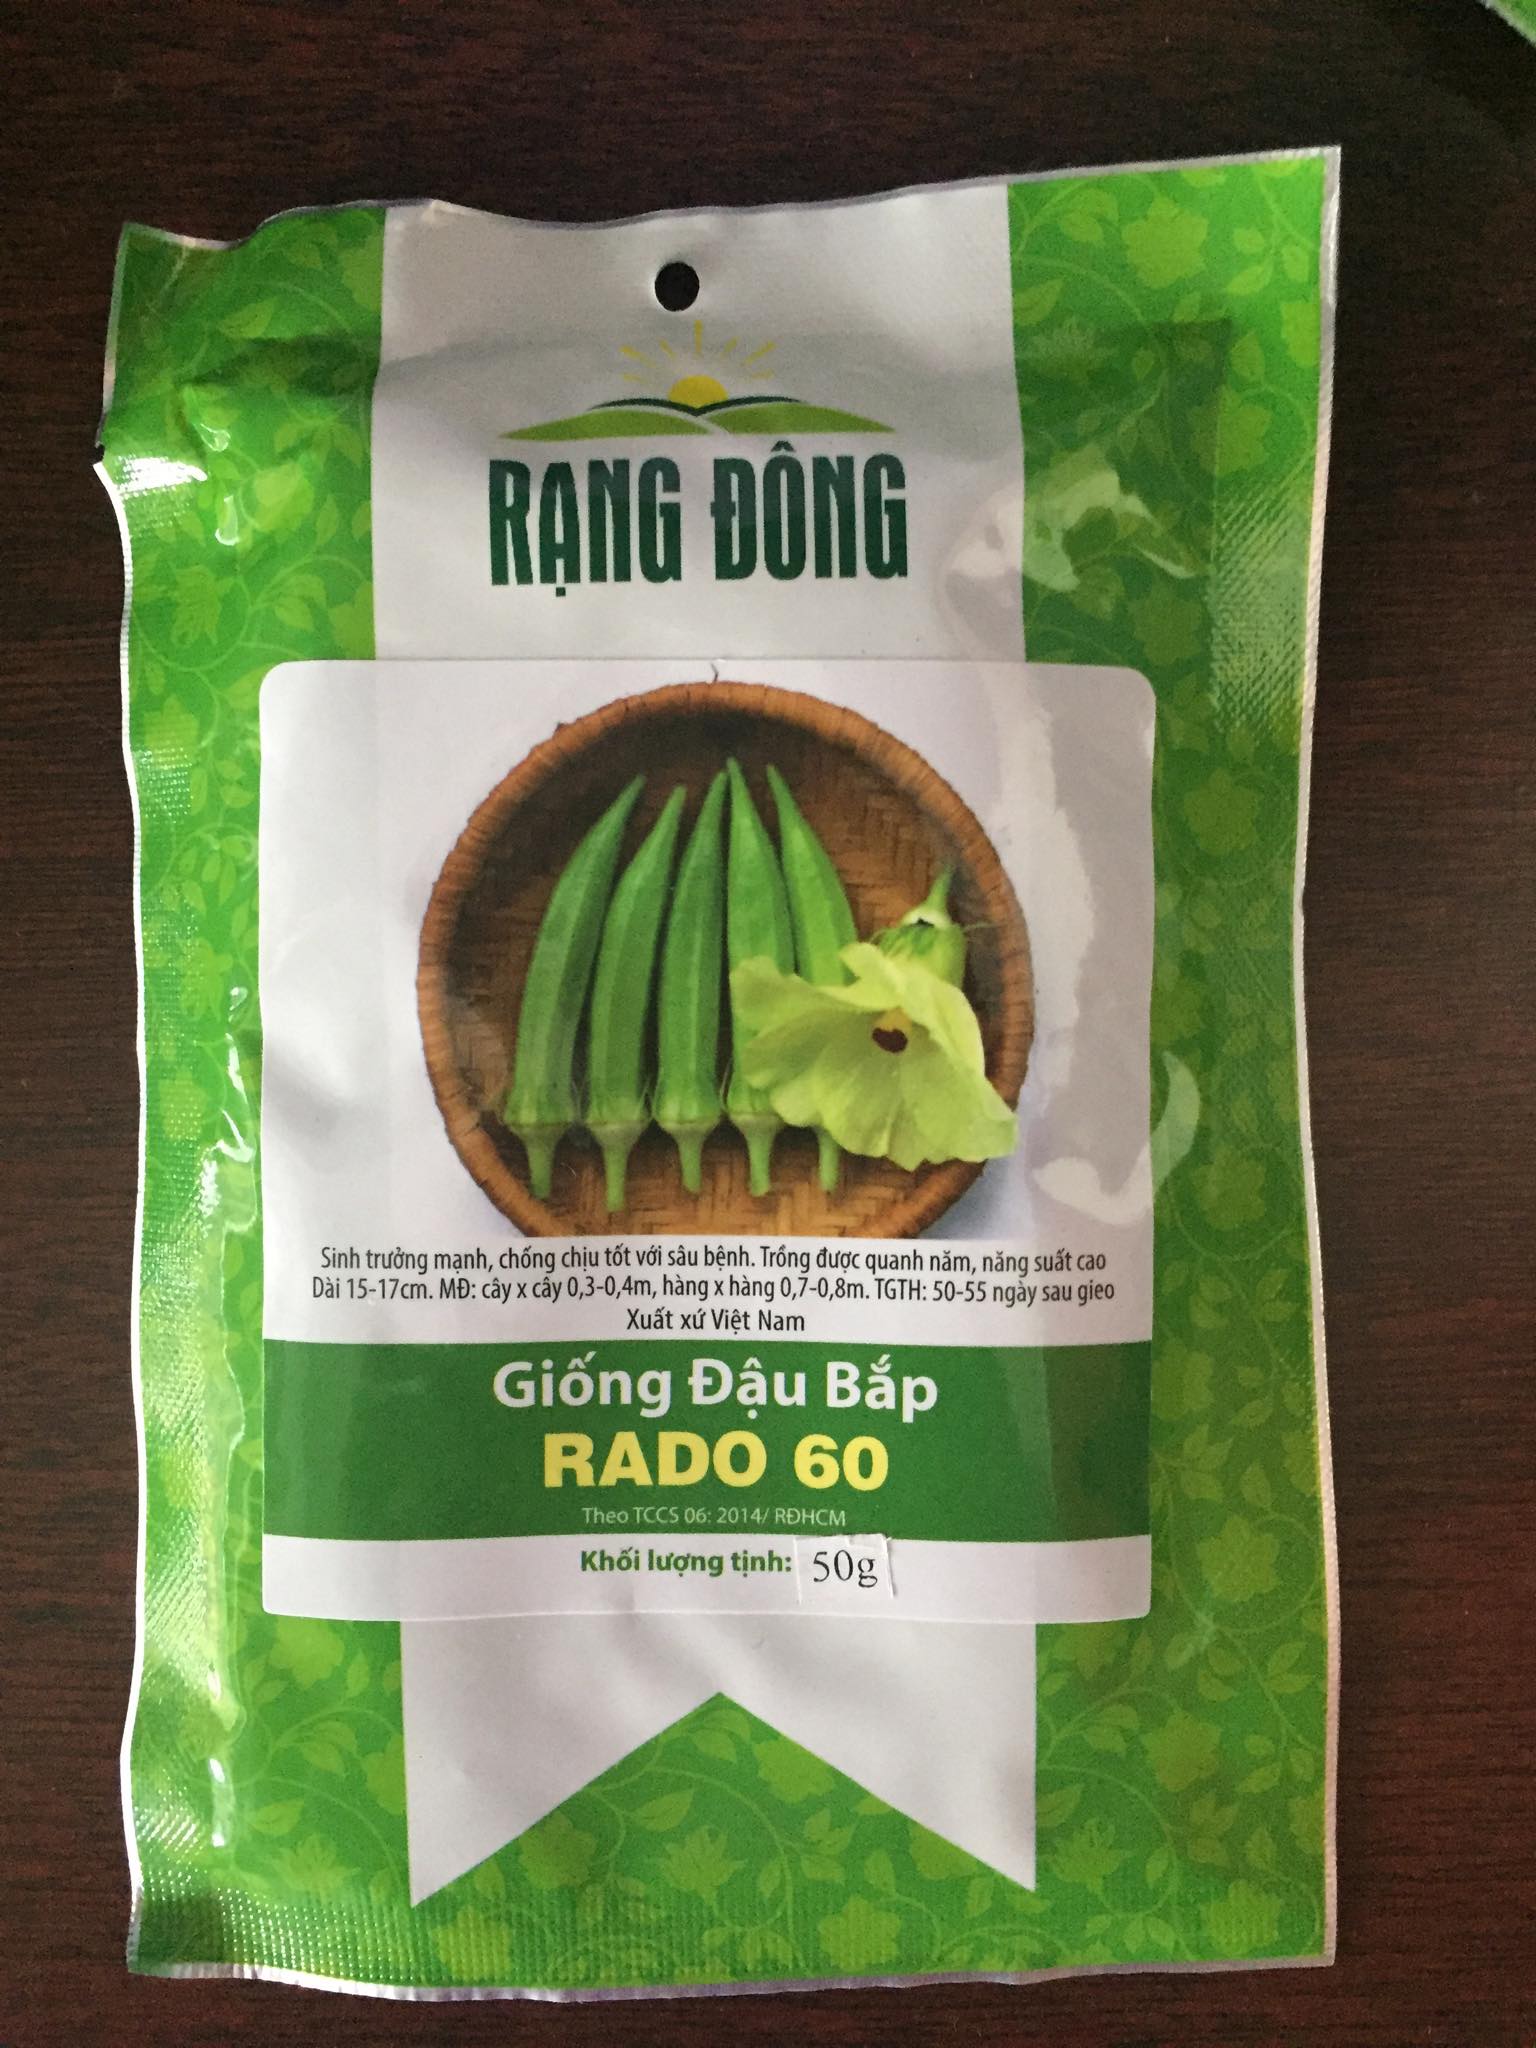 RẠNG ĐÔNG
Sinh trưởng mạnh, chống chịu tốt với sâu bệnh. Trồng được quanh năm, năng suất cao
Dài 15-17cm. MĐ: cây x cây 0,3-0,4m, hàng x hàng 0,7-0,8m. TGTH: 50-55 ngày sau gieo
Xuất xứ Việt Nam
Giống Đậu Bắp
RADO 60
Theo TCCS 06: 2014/ RĐHCM
Khối lượng tịnh: 50g